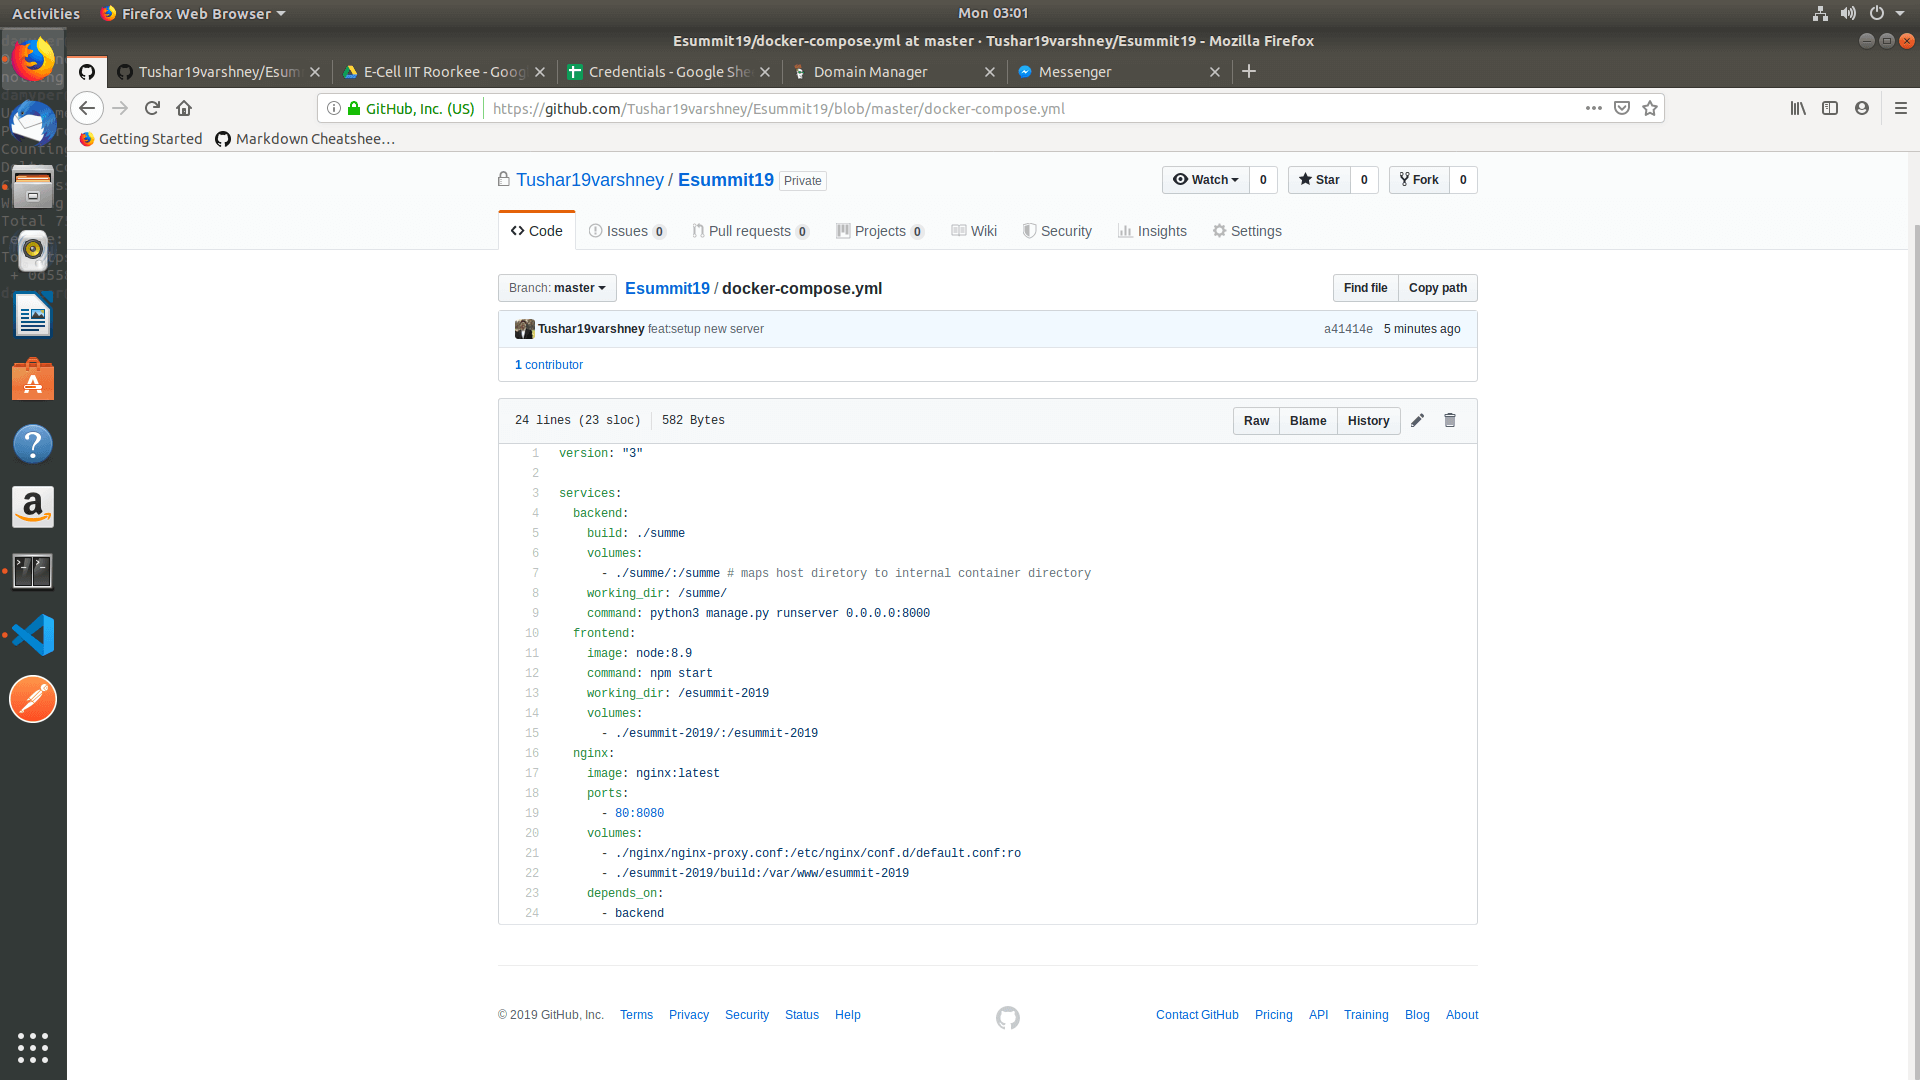 Activities Firefox Web Browser Mon 03:01
Esummit19/docker-compose.yml at master · Tushar19varshney/Esummit19 - Mozilla Firefox
Tushar19varshney/Esum E-Cell IIT Roorkee - Goog Credentials - Google She Domain Manager Messenger
GitHub, Inc. (US) https://github.com/Tushar19varshney/Esummit19/blob/master/docker-compose.yml
Getting Started Markdown Cheatshee…
Tushar19varshney / Esummit19 Private Watch 0 Star 0 Fork 0
Code Issues 0 Pull requests 0 Projects 0 Wiki Security Insights Settings
Branch: master Esummit19 / docker-compose.yml Find file Copy path
Tushar19varshney feat:setup new server a41414e 5 minutes ago
1 contributor
24 lines (23 sloc) 582 Bytes Raw Blame History
1 version: "3"
2
3 services:
4 backend:
5 build: ./summe
6 volumes:
7 - ./summe/:/summe # maps host diretory to internal container directory
8 working_dir: /summe/
9 command: python3 manage.py runserver 0.0.0.0:8000
10 frontend:
11 image: node:8.9
12 command: npm start
13 working_dir: /esummit-2019
14 volumes:
15 - ./esummit-2019/:/esummit-2019
16 nginx:
17 image: nginx:latest
18 ports:
19 - 80:8080
20 volumes:
21 - ./nginx/nginx-proxy.conf:/etc/nginx/conf.d/default.conf:ro
22 - ./esummit-2019/build:/var/www/esummit-2019
23 depends_on:
24 - backend
© 2019 GitHub, Inc. Terms Privacy Security Status Help Contact GitHub Pricing API Training Blog About